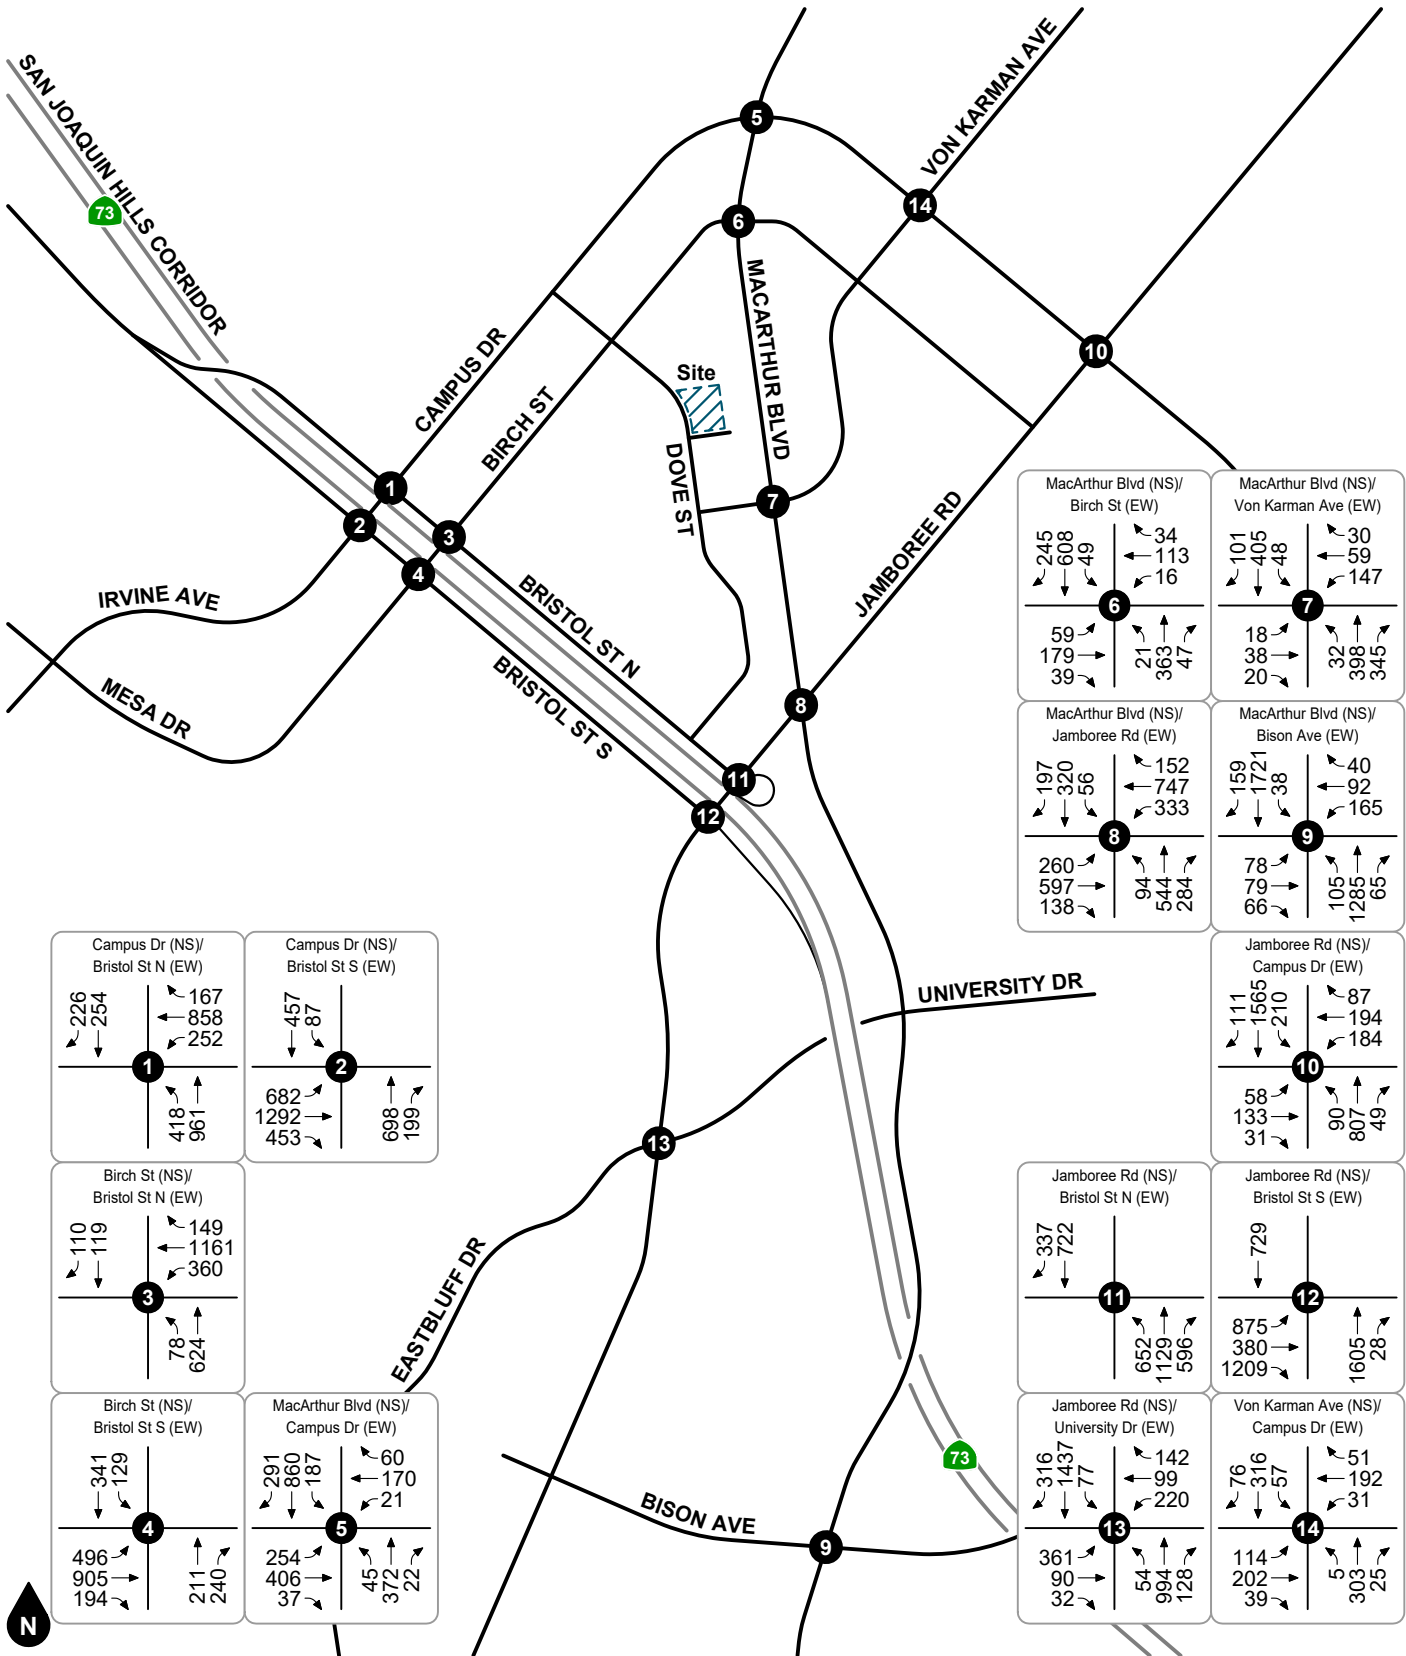 SAN JOAQUIN HILLS CORRIDOR
73
VON KARMAN AVE
5
14
6
MACARTHUR BLVD
10
CAMPUS DR
Site
BIRCH ST
DOVE ST
1
2
3
4
7
JAMBOREE RD
IRVINE AVE
BRISTOL ST N
MESA DR
BRISTOL ST S
8
11
12
UNIVERSITY DR
13
EASTBLUFF DR
73
BISON AVE
9
N
Campus Dr (NS)/
Bristol St N (EW)
226 254
167
858
252
1
418 961
Campus Dr (NS)/
Bristol St S (EW)
457 87
2
682
1292
453
698 199
Birch St (NS)/
Bristol St N (EW)
110 119
149
1161
360
3
78 624
Birch St (NS)/
Bristol St S (EW)
341 129
4
496
905
194
211 240
MacArthur Blvd (NS)/
Campus Dr (EW)
291 860 187
60
170
21
5
254
406
37
45 372 22
MacArthur Blvd (NS)/
Birch St (EW)
245 608 49
34
113
16
6
59
179
39
21 363 47
MacArthur Blvd (NS)/
Von Karman Ave (EW)
101 405 48
30
59
147
7
18
38
20
32 398 345
MacArthur Blvd (NS)/
Jamboree Rd (EW)
197 320 56
152
747
333
8
260
597
138
94 544 284
MacArthur Blvd (NS)/
Bison Ave (EW)
159 1721 38
40
92
165
9
78
79
66
105 1285 65
Jamboree Rd (NS)/
Campus Dr (EW)
111 1565 210
87
194
184
10
58
133
31
90 807 49
Jamboree Rd (NS)/
Bristol St N (EW)
337 722
11
652 1129 596
Jamboree Rd (NS)/
Bristol St S (EW)
729
12
875
380
1209
1605 28
Jamboree Rd (NS)/
University Dr (EW)
316 1437 77
142
99
220
13
361
90
32
54 994 128
Von Karman Ave (NS)/
Campus Dr (EW)
76 316 57
51
192
31
14
114
202
39
5 303 25